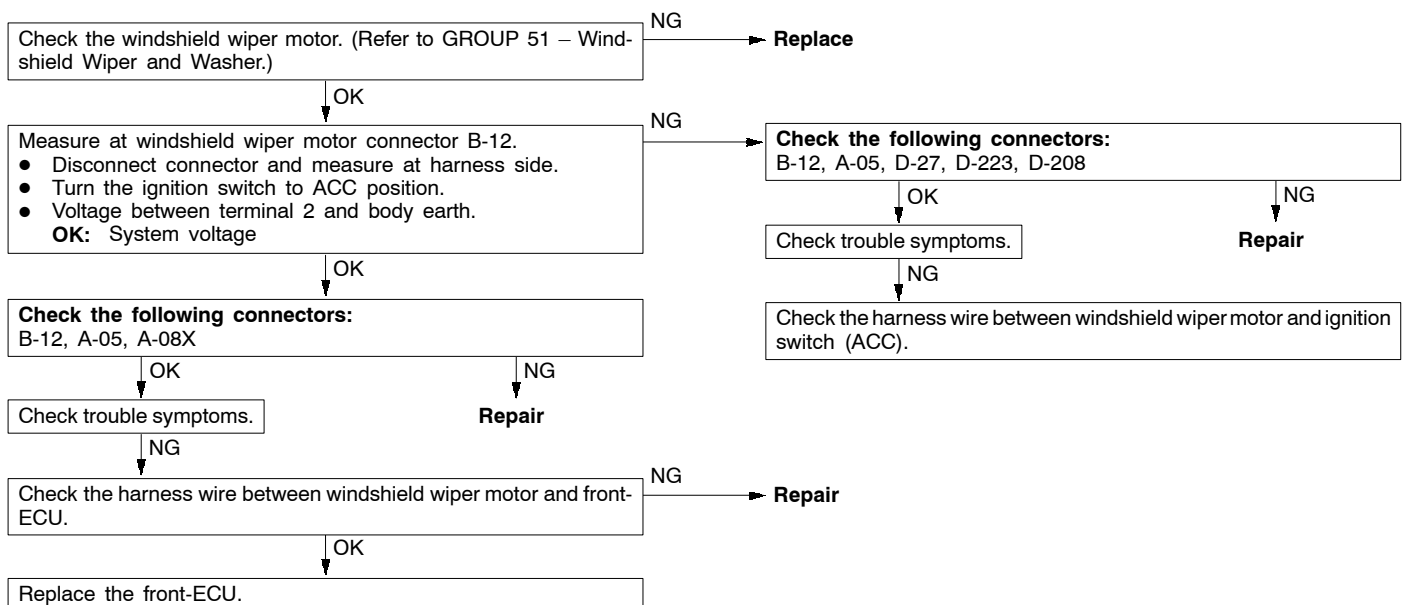 Check the windshield wiper motor. (Refer to GROUP 51 – Wind-
shield Wiper and Washer.)
NG
Replace
OK
Measure at windshield wiper motor connector B-12.
● Disconnect connector and measure at harness side.
● Turn the ignition switch to ACC position.
● Voltage between terminal 2 and body earth.
OK: System voltage
NG
Check the following connectors:
B-12, A-05, D-27, D-223, D-208
OK
NG
Check trouble symptoms.
Repair
NG
Check the harness wire between windshield wiper motor and ignition
switch (ACC).
OK
Check the following connectors:
B-12, A-05, A-08X
OK
NG
Check trouble symptoms.
Repair
NG
Check the harness wire between windshield wiper motor and front-
ECU.
NG
Repair
OK
Replace the front-ECU.